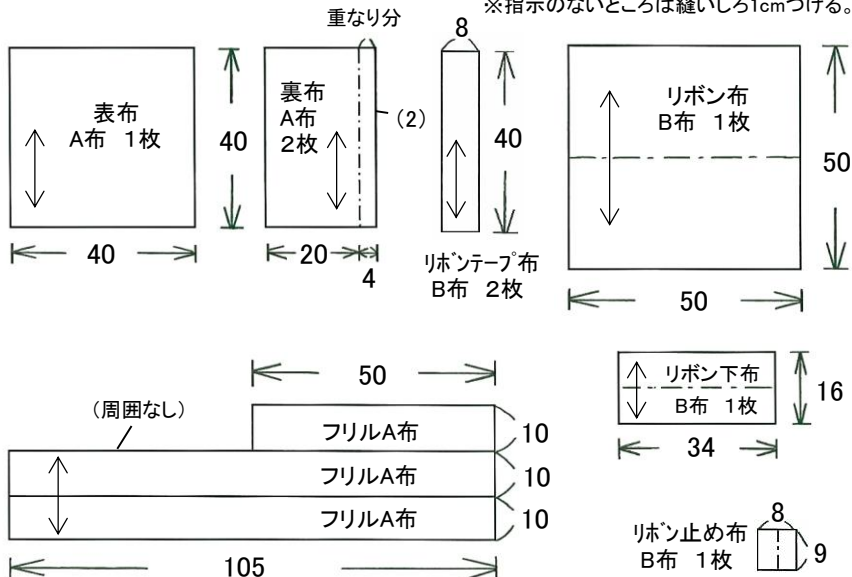 ※指示のないところは縫いしろ1cmつける。
重なり分
表布
A布 1枚
40
40
裏布
A布
2枚
(2)
20
4
8
40
リボンテープ布
B布 2枚
リボン布
B布 1枚
50
50
50
(周囲なし)
フリルA布
10
フリルA布
10
フリルA布
10
105
リボン下布
B布 1枚
16
34
リボン止め布
B布 1枚
8
9